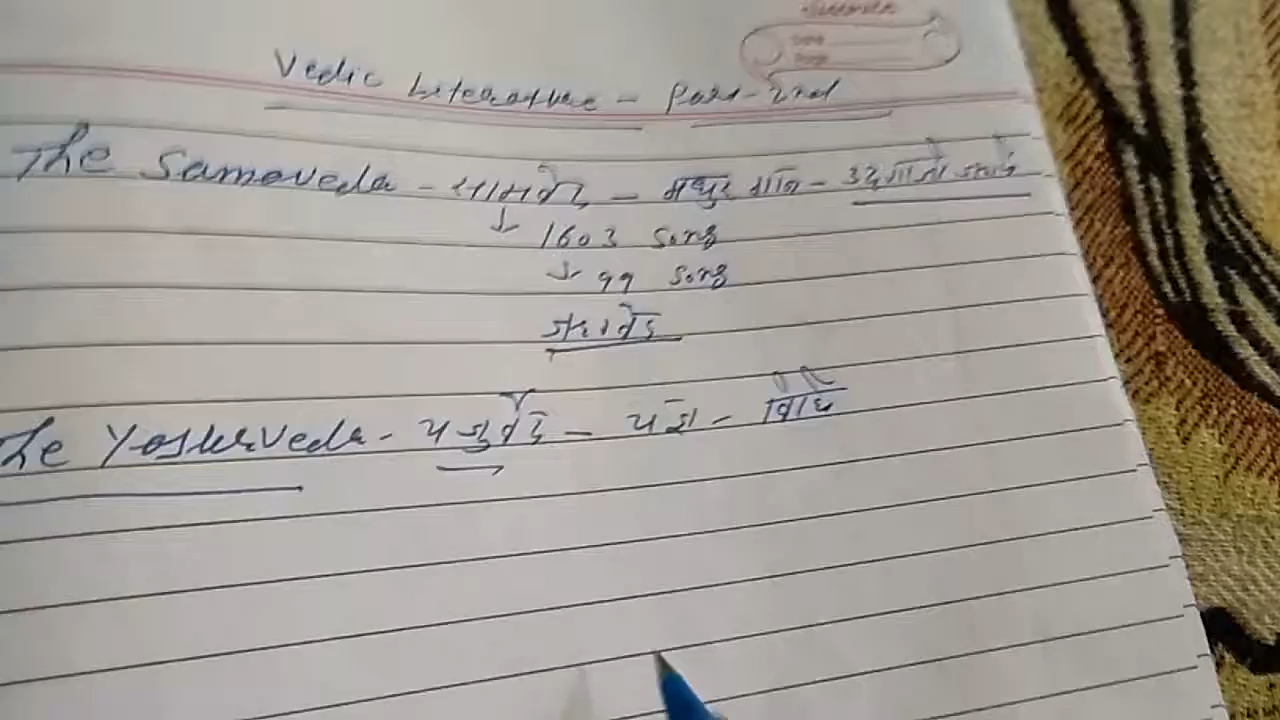 Vedic Literature - Part-2nd
The Samaveda - सामवेद - मधुर गान - उद्गाता
↓ 1603 song
↓ 99 song
ऋग्वेद
The Yajurveda - यजुर्वेद - यज्ञ - विधि